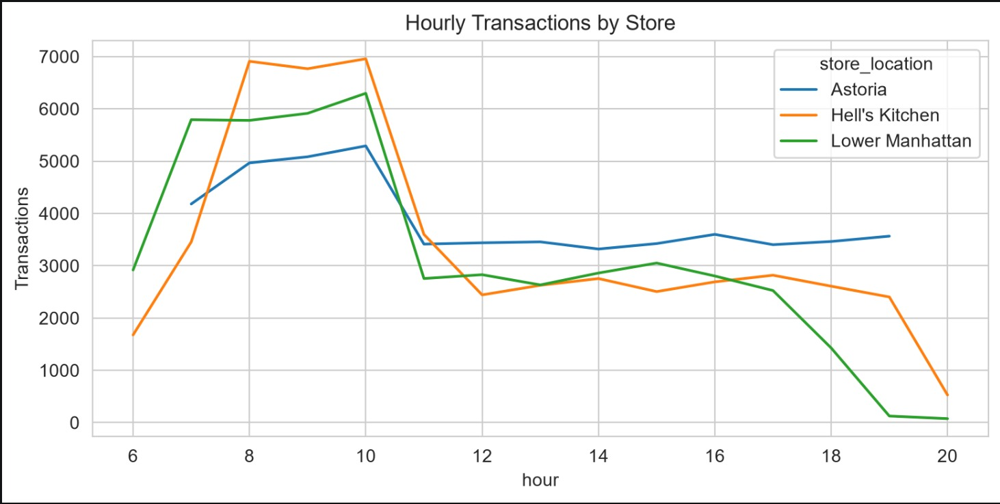 Hourly Transactions by Store
7000
6000
5000
4000
3000
2000
1000
0
Transactions
store_location
Astoria
Hell's Kitchen
Lower Manhattan
6 8 10 12 14 16 18 20
hour